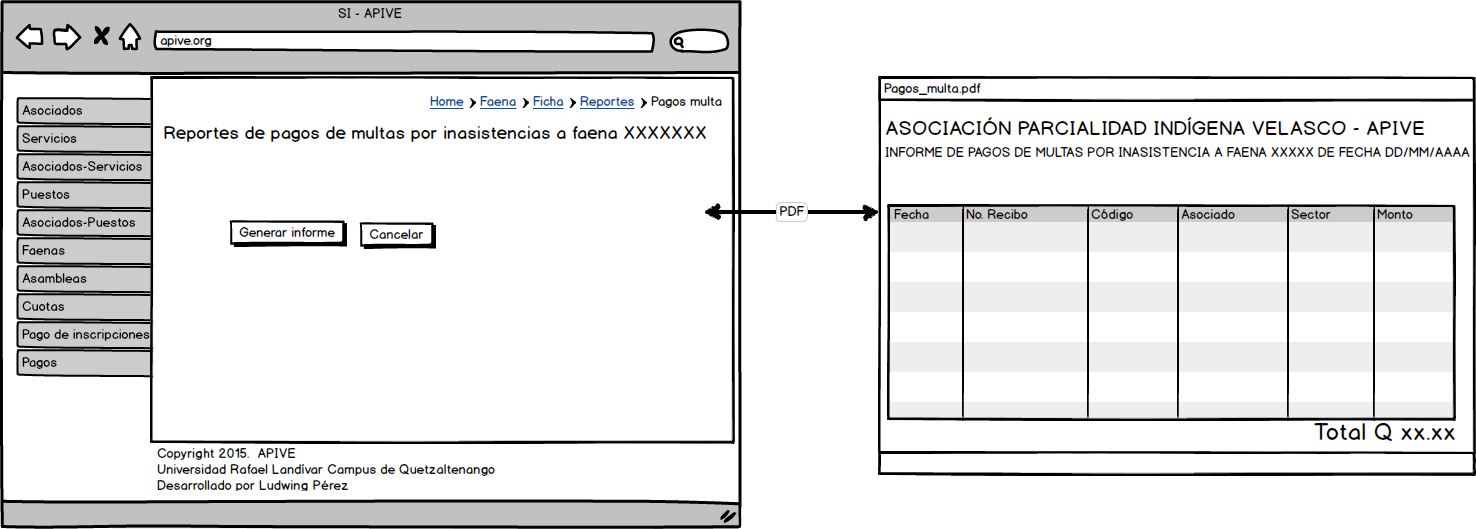 SI - APIVE
apive.org
Asociados
Servicios
Asociados-Servicios
Puestos
Asociados-Puestos
Faenas
Asambleas
Cuotas
Pago de inscripciones
Pagos
Home Faena Ficha Reportes Pagos multa
Reportes de pagos de multas por inasistencias a faena XXXXXXX
Generar informe Cancelar
Copyright 2015. APIVE
Universidad Rafael Landívar Campus de Quetzaltenango
Desarrollado por Ludwing Pérez
PDF
Pagos_multa.pdf
ASOCIACIÓN PARCIALIDAD INDÍGENA VELASCO - APIVE
INFORME DE PAGOS DE MULTAS POR INASISTENCIA A FAENA XXXXX DE FECHA DD/MM/AAAA
Fecha No. Recibo Código Asociado Sector Monto
Total Q xx.xx